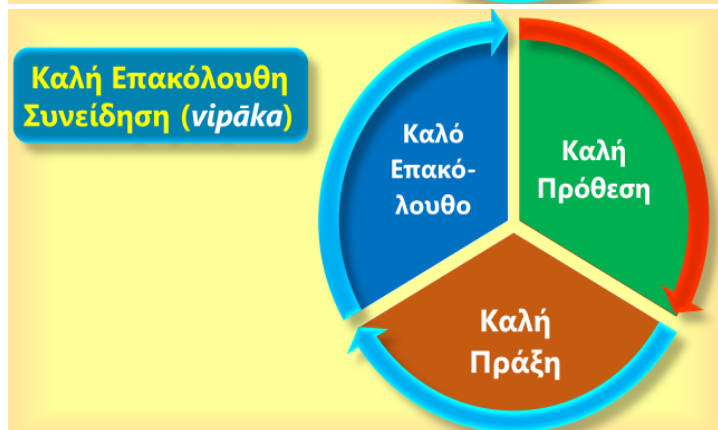 Καλή Επακόλουθη
Συνείδηση (vipāka)
Καλό
Επακό-
λουθο
Καλή
Πρόθεση
Καλή
Πράξη